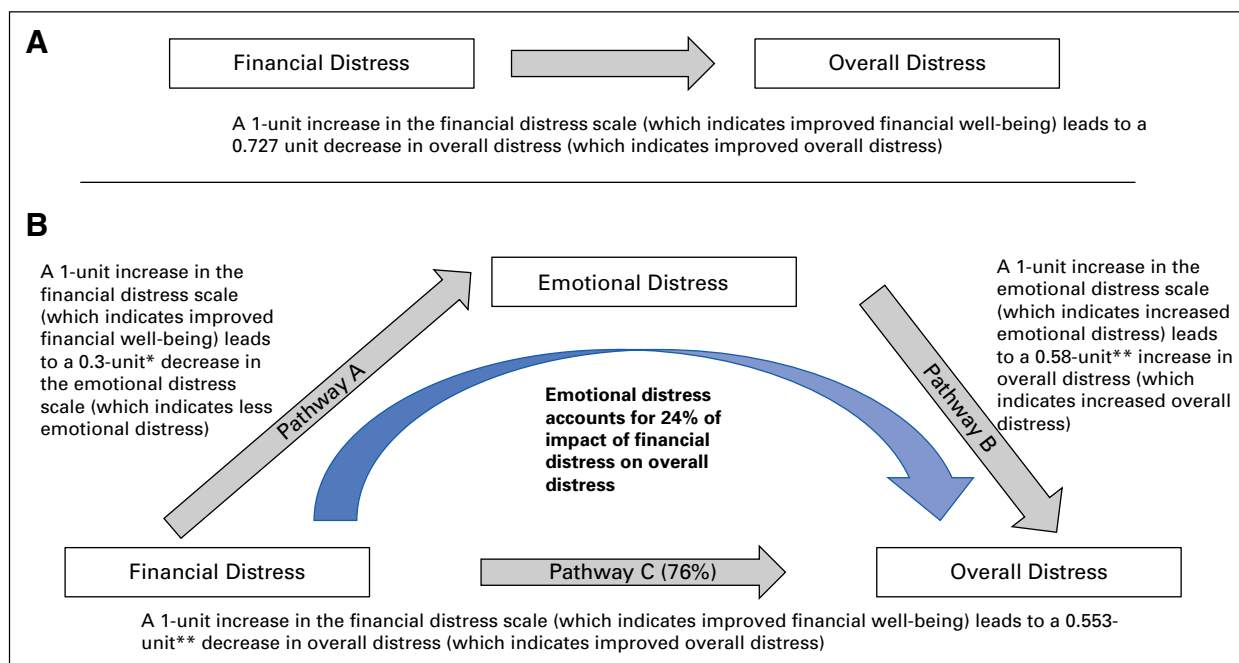 A
Financial Distress
Overall Distress
A 1-unit increase in the financial distress scale (which indicates improved financial well-being) leads to a
0.727 unit decrease in overall distress (which indicates improved overall distress)
B
A 1-unit increase in the
financial distress scale
(which indicates improved
financial well-being) leads
to a 0.3-unit* decrease in
the emotional distress
scale (which indicates less
emotional distress)
Pathway A
Emotional Distress
Emotional distress
accounts for 24% of
impact of financial
distress on overall
distress
Pathway B
A 1-unit increase in the
emotional distress scale
(which indicates increased
emotional distress) leads
to a 0.58-unit** increase in
overall distress (which
indicates increased overall
distress)
Financial Distress
Pathway C (76%)
Overall Distress
A 1-unit increase in the financial distress scale (which indicates improved financial well-being) leads to a 0.553-
unit** decrease in overall distress (which indicates improved overall distress)